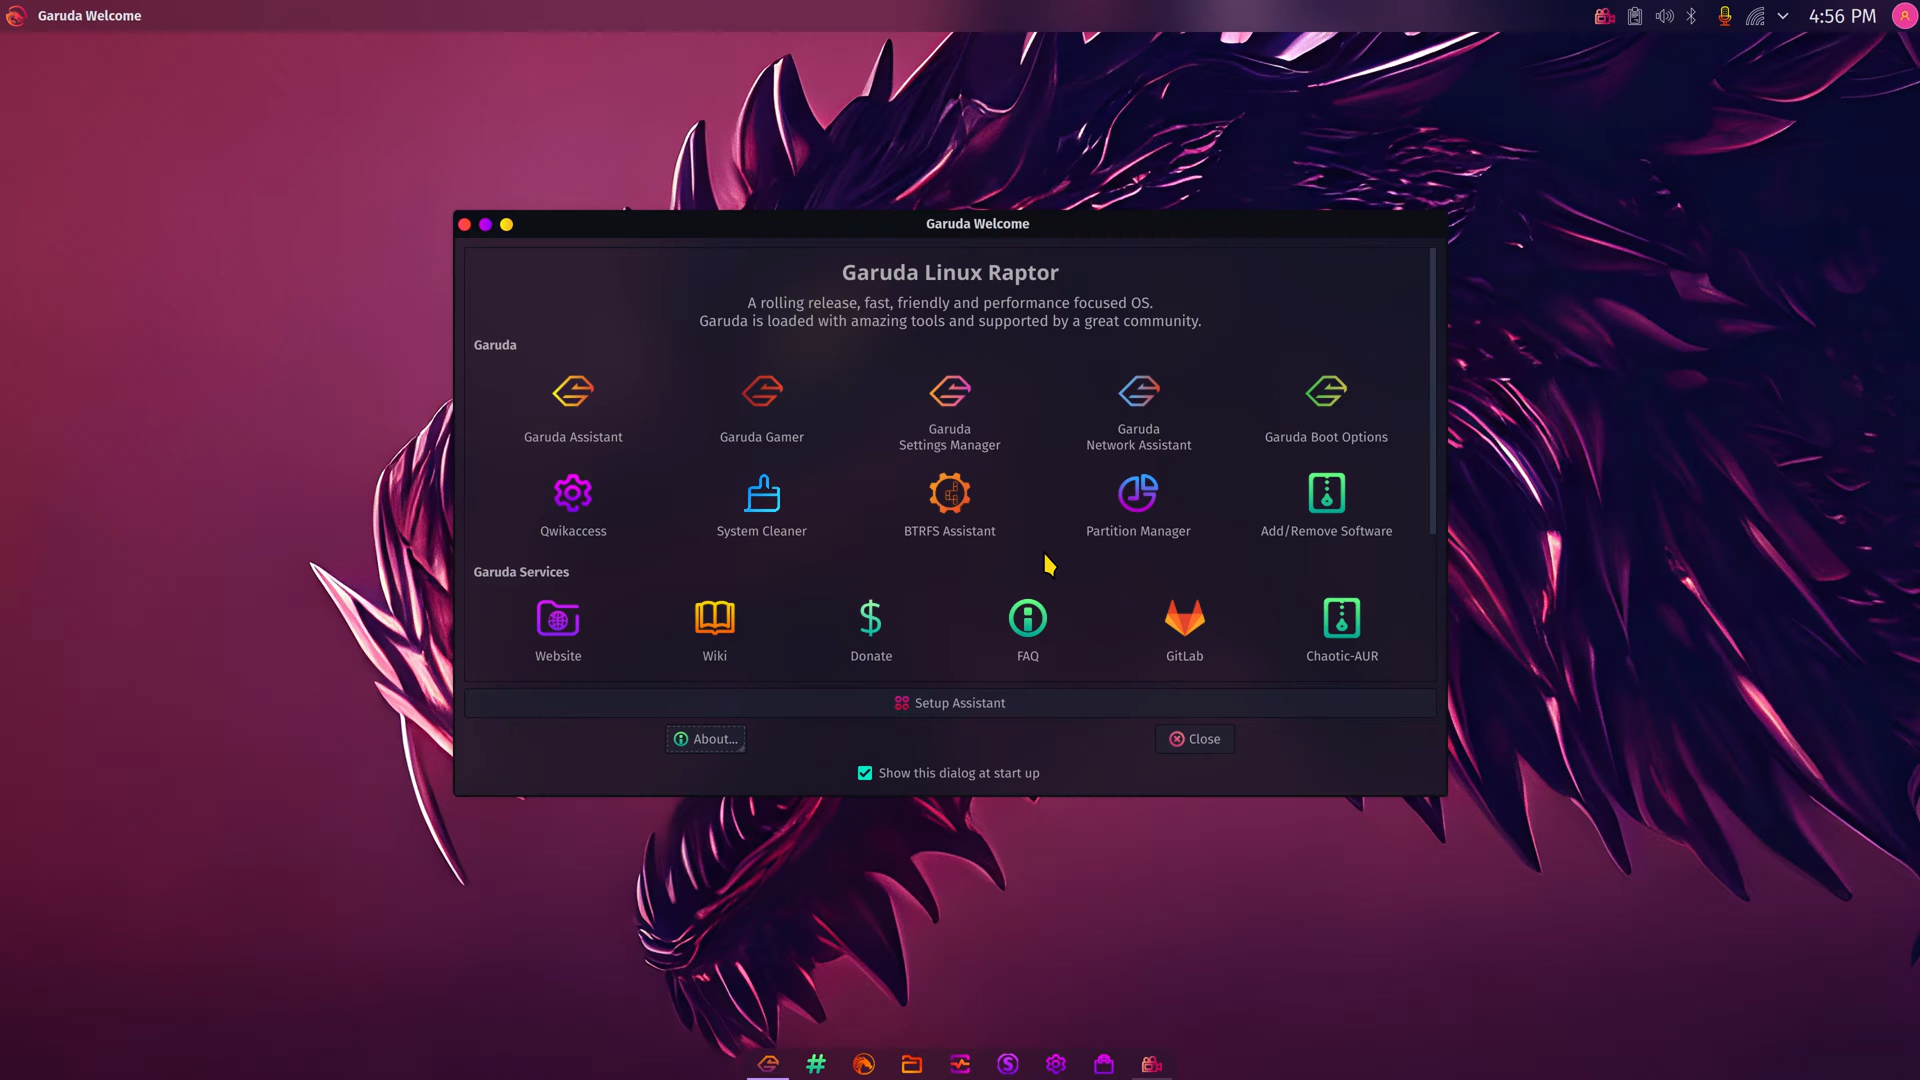 Garuda Welcome
4:56 PM
Garuda Welcome
Garuda Linux Raptor
A rolling release, fast, friendly and performance focused OS.
Garuda is loaded with amazing tools and supported by a great community.
Garuda
Garuda Assistant
Garuda Gamer
Garuda
Settings Manager
Garuda
Network Assistant
Garuda Boot Options
Qwikaccess
System Cleaner
BTRFS Assistant
Partition Manager
Add/Remove Software
Garuda Services
Website
Wiki
Donate
FAQ
GitLab
Chaotic-AUR
Setup Assistant
About...
Close
Show this dialog at start up